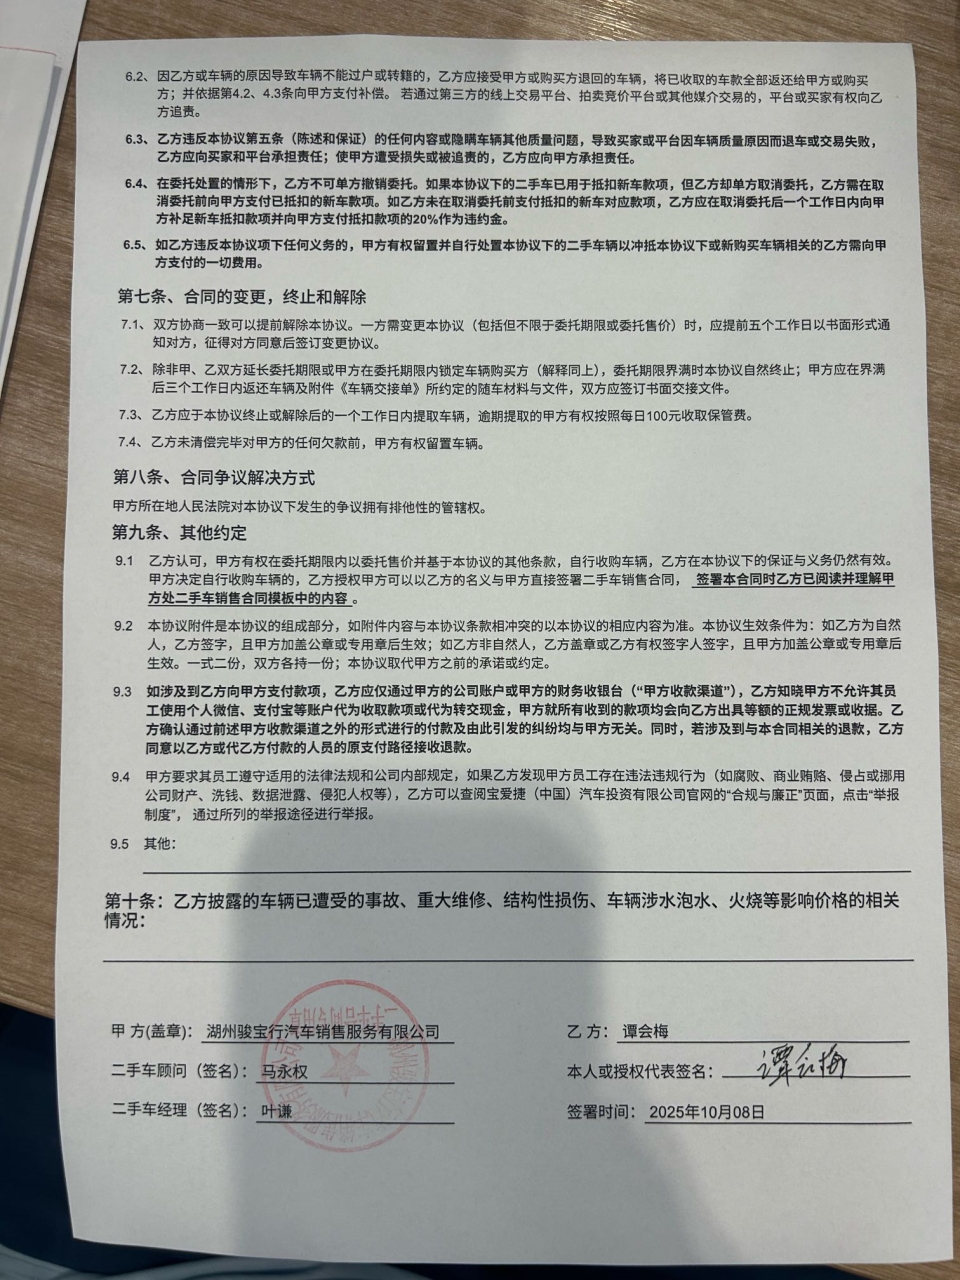 6.2、因乙方或车辆的原因导致车辆不能过户或转籍的，乙方应接受甲方或购买方退回的车辆，将已收取的车款全部返还给甲方或购买
方；并依据第4.2、4.3条向甲方支付补偿。 若通过第三方的线上交易平台、拍卖竞价平台或其他媒介交易的，平台或买家有权向乙方
追责。
6.3、乙方违反本协议第五条（陈述和保证）的任何内容或隐瞒车辆其他质量问题，导致买家或平台因车辆质量原因而退车或交易失败，
乙方应向买家和平台承担责任；使甲方遭受损失或被追责的，乙方应向甲方承担责任。
6.4、在委托处置的情形下，乙方不可单方撤销委托。如果本协议下的二手车已用于抵扣新车款项，但乙方却单方取消委托，乙方需在取
消委托前向甲方支付已抵扣的新车款项。如乙方未在取消委托前支付抵扣的新车对应款项，乙方应在取消委托后一个工作日内向甲
方补足新车抵扣款项并向甲方支付抵扣款项的20%作为违约金。
6.5、如乙方违反本协议项下任何义务的，甲方有权留置并自行处置本协议下的二手车辆以冲抵本协议下或新购买车辆相关的乙方需向甲
方支付的一切费用。
第七条、合同的变更，终止和解除
7.1、双方协商一致可以提前解除本协议。一方需变更本协议（包括但不限于委托期限或委托售价）时，应提前五个工作日以书面形式通
知对方，征得对方同意后签订变更协议。
7.2、除非甲、乙双方延长委托期限或甲方在委托期限内锁定车辆购买方（解释同上），委托期限界满时本协议自然终止；甲方应在界满
后三个工作日内返还车辆及附件《车辆交接单》所约定的随车材料与文件，双方应签订书面交接文件。
7.3、乙方应于本协议终止或解除后的一个工作日内提取车辆，逾期提取的甲方有权按照每日100元收取保管费。
7.4、乙方未清偿完毕对甲方的任何欠款前，甲方有权留置车辆。
第八条、合同争议解决方式
甲方所在地人民法院对本协议下发生的争议拥有排他性的管辖权。
第九条、其他约定
9.1 乙方认可，甲方有权在委托期限内以委托售价并基于本协议的其他条款，自行收购车辆，乙方在本协议下的保证与义务仍然有效。
甲方决定自行收购车辆的，乙方授权甲方可以以乙方的名义与甲方直接签署二手车销售合同， 签署本合同时乙方已阅读并理解甲
方处二手车销售合同模板中的内容 。
9.2 本协议附件是本协议的组成部分，如附件内容与本协议条款相冲突的以本协议的相应内容为准。本协议生效条件为：如乙方为自然
人，乙方签字，且甲方加盖公章或专用章后生效；如乙方非自然人，乙方盖章或乙方有权签字人签字，且甲方加盖公章或专用章后
生效。一式二份，双方各持一份；本协议取代甲方之前的承诺或约定。
9.3 如涉及到乙方向甲方支付款项，乙方应仅通过甲方的公司账户或甲方的财务收银台（“甲方收款渠道”），乙方知晓甲方不允许其员
工使用个人微信、支付宝等账户代为收取款项或代为转交现金，甲方就所有收到的款项均会向乙方出具等额的正规发票或收据。乙
方确认通过前述甲方收款渠道之外的形式进行的付款及由此引发的纠纷均与甲方无关。同时，若涉及到与本合同相关的退款，乙方
同意以乙方或代乙方付款的人员的原支付路径接收退款。
9.4 甲方要求其员工遵守适用的法律法规和公司内部规定，如果乙方发现甲方员工存在违法违规行为（如腐败、商业贿赂、侵占或挪用
公司财产、洗钱、数据泄露、侵犯人权等），乙方可以查阅宝爱捷（中国）汽车投资有限公司官网的“合规与廉正”页面，点击“举报
制度”， 通过所列的举报途径进行举报。
9.5 其他：
第十条：乙方披露的车辆已遭受的事故、重大维修、结构性损伤、车辆涉水泡水、火烧等影响价格的相关
情况：
甲 方(盖章)： 湖州骏宝行汽车销售服务有限公司
乙 方： 谭会梅
二手车顾问（签名）： 马永权
本人或授权代表签名： 谭会梅
二手车经理（签名）： 叶谦
签署时间： 2025年10月08日
二手车合同专用章